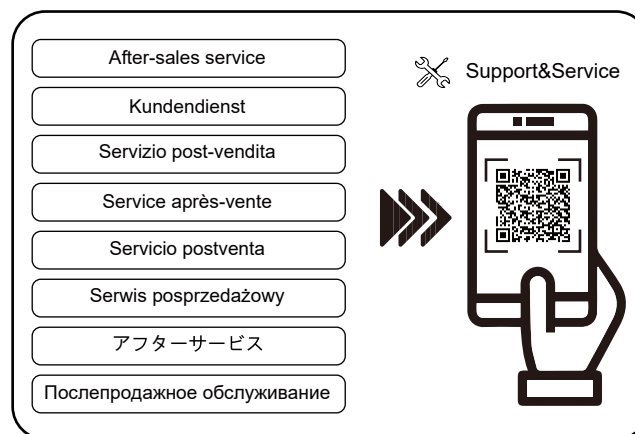 After-sales service
Kundendienst
Servizio post-vendita
Service après-vente
Servicio postventa
Serwis posprzedażowy
アフターサービス
Послепродажное обслуживание
Support&Service